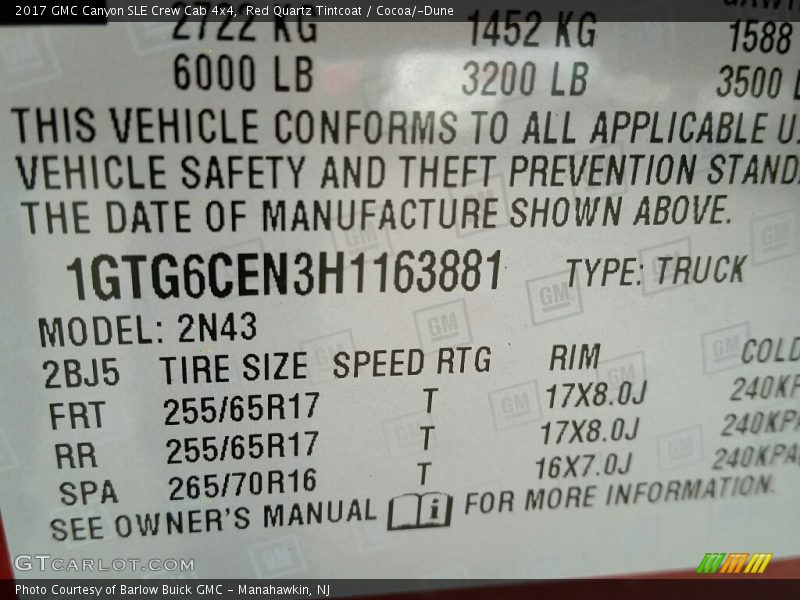 2017 GMC Canyon SLE Crew Cab 4x4, Red Quartz Tintcoat / Cocoa/-Dune
2722 KG 1452 KG 1588
6000 LB 3200 LB 3500
THIS VEHICLE CONFORMS TO ALL APPLICABLE U.
VEHICLE SAFETY AND THEFT PREVENTION STAND
THE DATE OF MANUFACTURE SHOWN ABOVE.
1GTG6CEN3H1163881 TYPE: TRUCK
MODEL: 2N43
2BJ5 TIRE SIZE SPEED RTG RIM COLD
FRT 255/65R17 T 17X8.0J 240KP
RR 255/65R17 T 17X8.0J 240KPA
SPA 265/70R16 T 16X7.0J 240KPA
SEE OWNER'S MANUAL i FOR MORE INFORMATION.
GTCARLOT.COM
Photo Courtesy of Barlow Buick GMC - Manahawkin, NJ